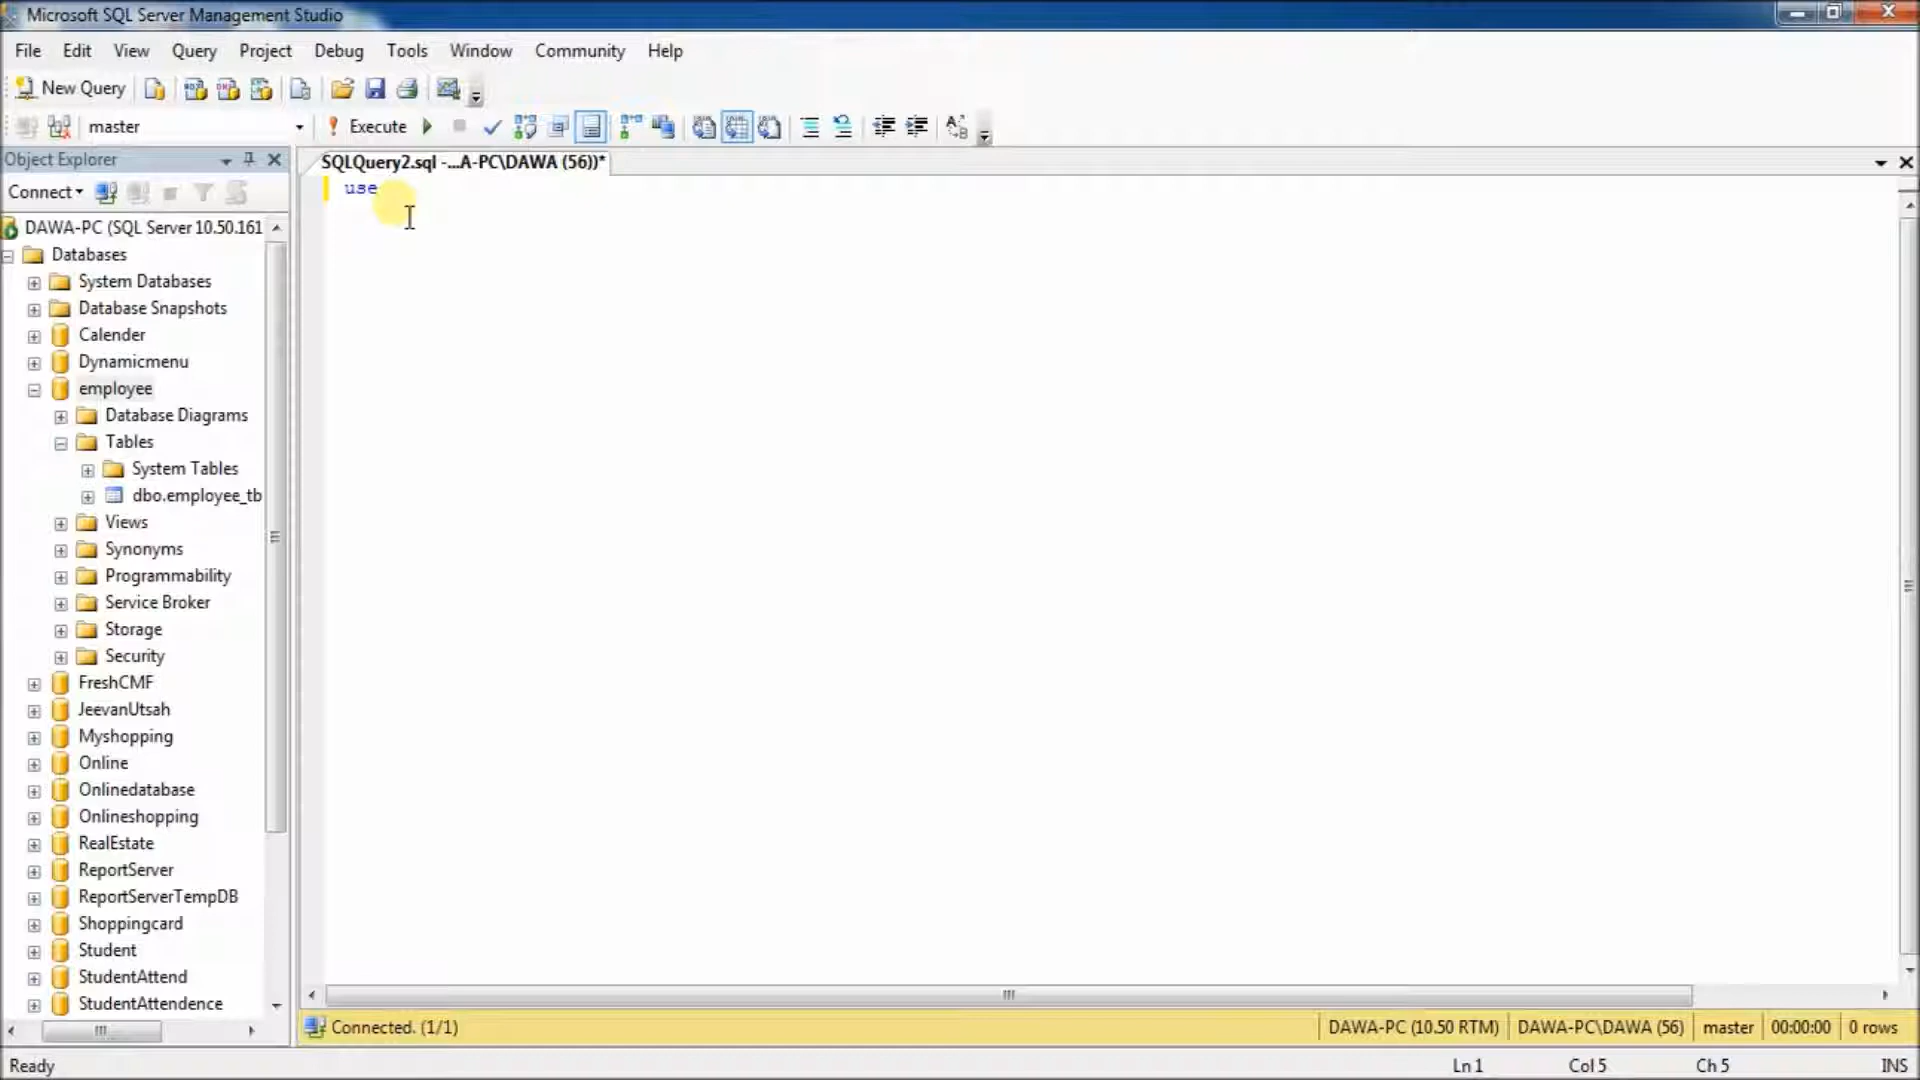 Microsoft SQL Server Management Studio
File Edit View Query Project Debug Tools Window Community Help
New Query
master Execute
Object Explorer
SQLQuery2.sql -...A-PC\DAWA (56))*
Connect
use
DAWA-PC (SQL Server 10.50.161
Databases
System Databases
Database Snapshots
Calender
Dynamicmenu
employee
Database Diagrams
Tables
System Tables
dbo.employee_tb
Views
Synonyms
Programmability
Service Broker
Storage
Security
FreshCMF
JeevanUtsah
Myshopping
Online
Onlinedatabase
Onlineshopping
RealEstate
ReportServer
ReportServerTempDB
Shoppingcard
Student
StudentAttend
StudentAttendence
Connected. (1/1) DAWA-PC (10.50 RTM) DAWA-PC\DAWA (56) master 00:00:00 0 rows
Ready Ln 1 Col 5 Ch 5 INS